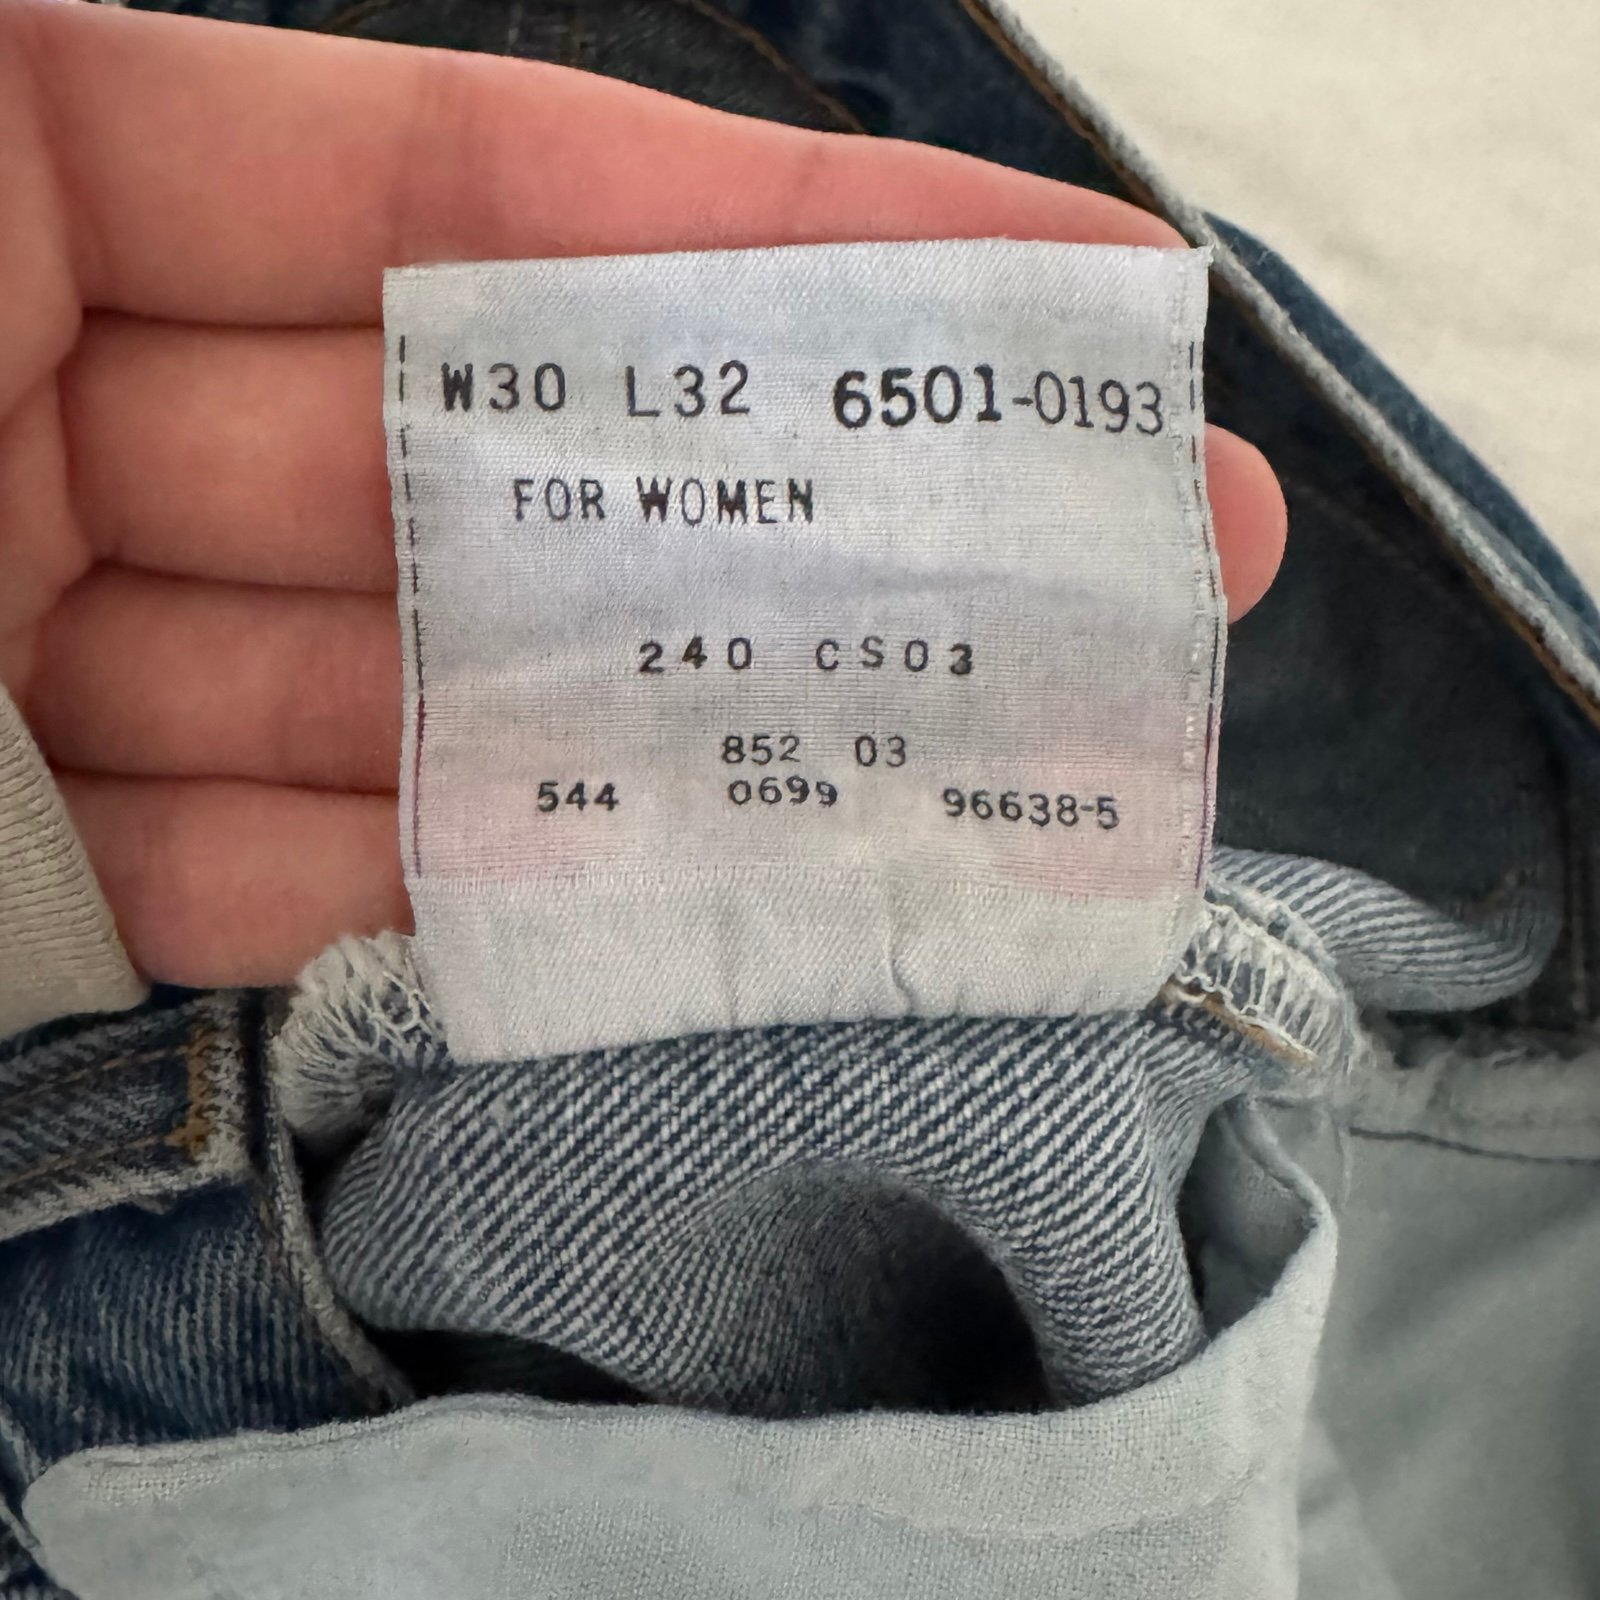 W30 L32 6501-0193
FOR WOMEN
240 CS03
852 03
544 0699 96638-5